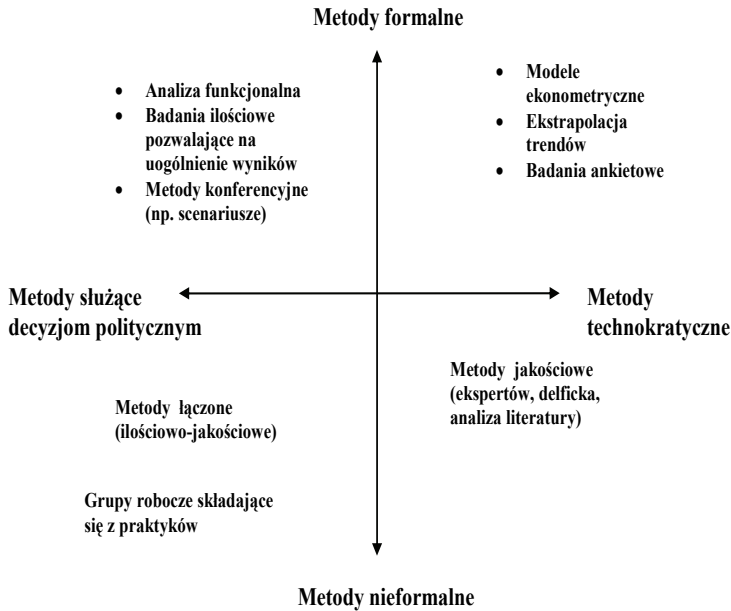 Metody formalne
• Analiza funkcjonalna
• Badania ilościowe
pozwalające na
uogólnienie wyników
• Metody konferencyjne
(np. scenariusze)
• Modele
ekonometryczne
• Ekstrapolacja
trendów
• Badania ankietowe
Metody służące
decyzjom politycznym
Metody
technokratyczne
Metody łączone
(ilościowo-jakościowe)
Grupy robocze składające
się z praktyków
Metody jakościowe
(ekspertów, delficka,
analiza literatury)
Metody nieformalne